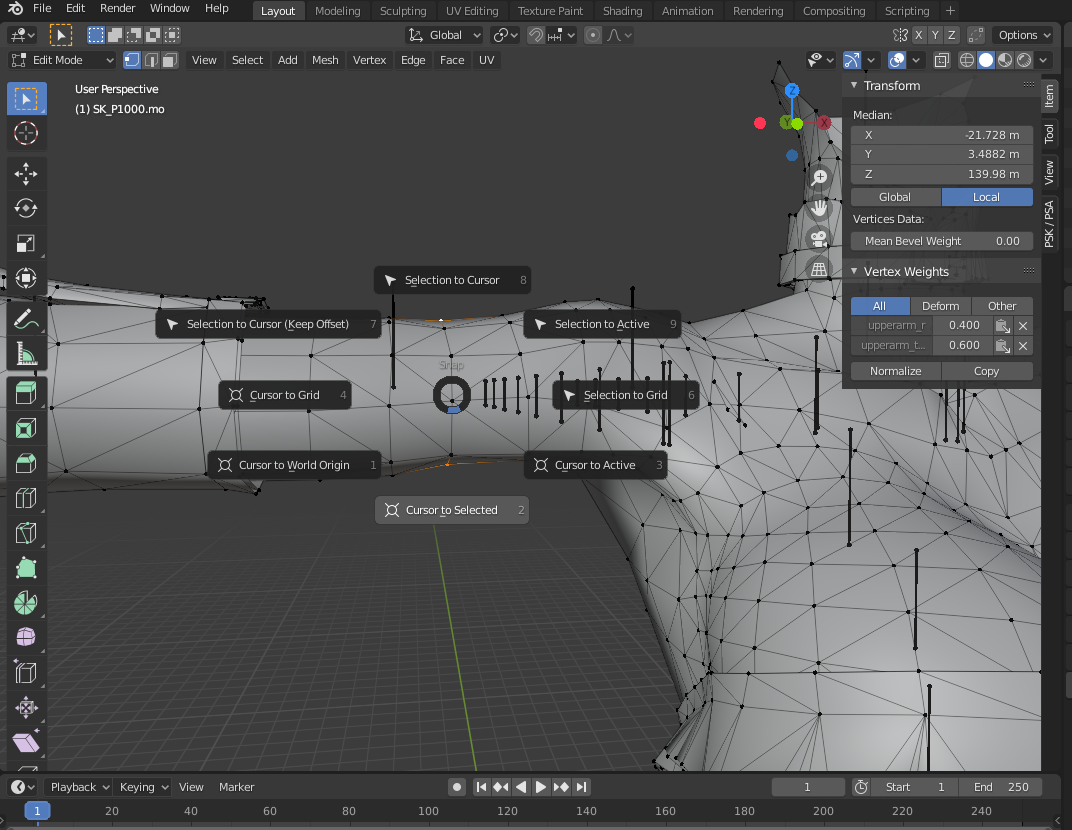 File Edit Render Window Help Layout Modeling Sculpting UV Editing Texture Paint Shading Animation Rendering Compositing Scripting +
Global X Y Z Options
Edit Mode View Select Add Mesh Vertex Edge Face UV
User Perspective
(1) SK_P1000.mo
Z
Y X
Transform
Median:
X -21.728 m
Y 3.4882 m
Z 139.98 m
Global Local
Vertices Data:
Mean Bevel Weight 0.00
Vertex Weights
All Deform Other
upperarm_r 0.400
upperarm_t... 0.600
Normalize Copy
Item
Tool
View
PSK / PSA
Selection to Cursor 8
Selection to Cursor (Keep Offset) 7
Selection to Active 9
Snap
Cursor to Grid 4
Selection to Grid 6
Cursor to World Origin 1
Cursor to Active 3
Cursor to Selected 2
Playback Keying View Marker 1 Start 1 End 250
1 20 40 60 80 100 120 140 160 180 200 220 240